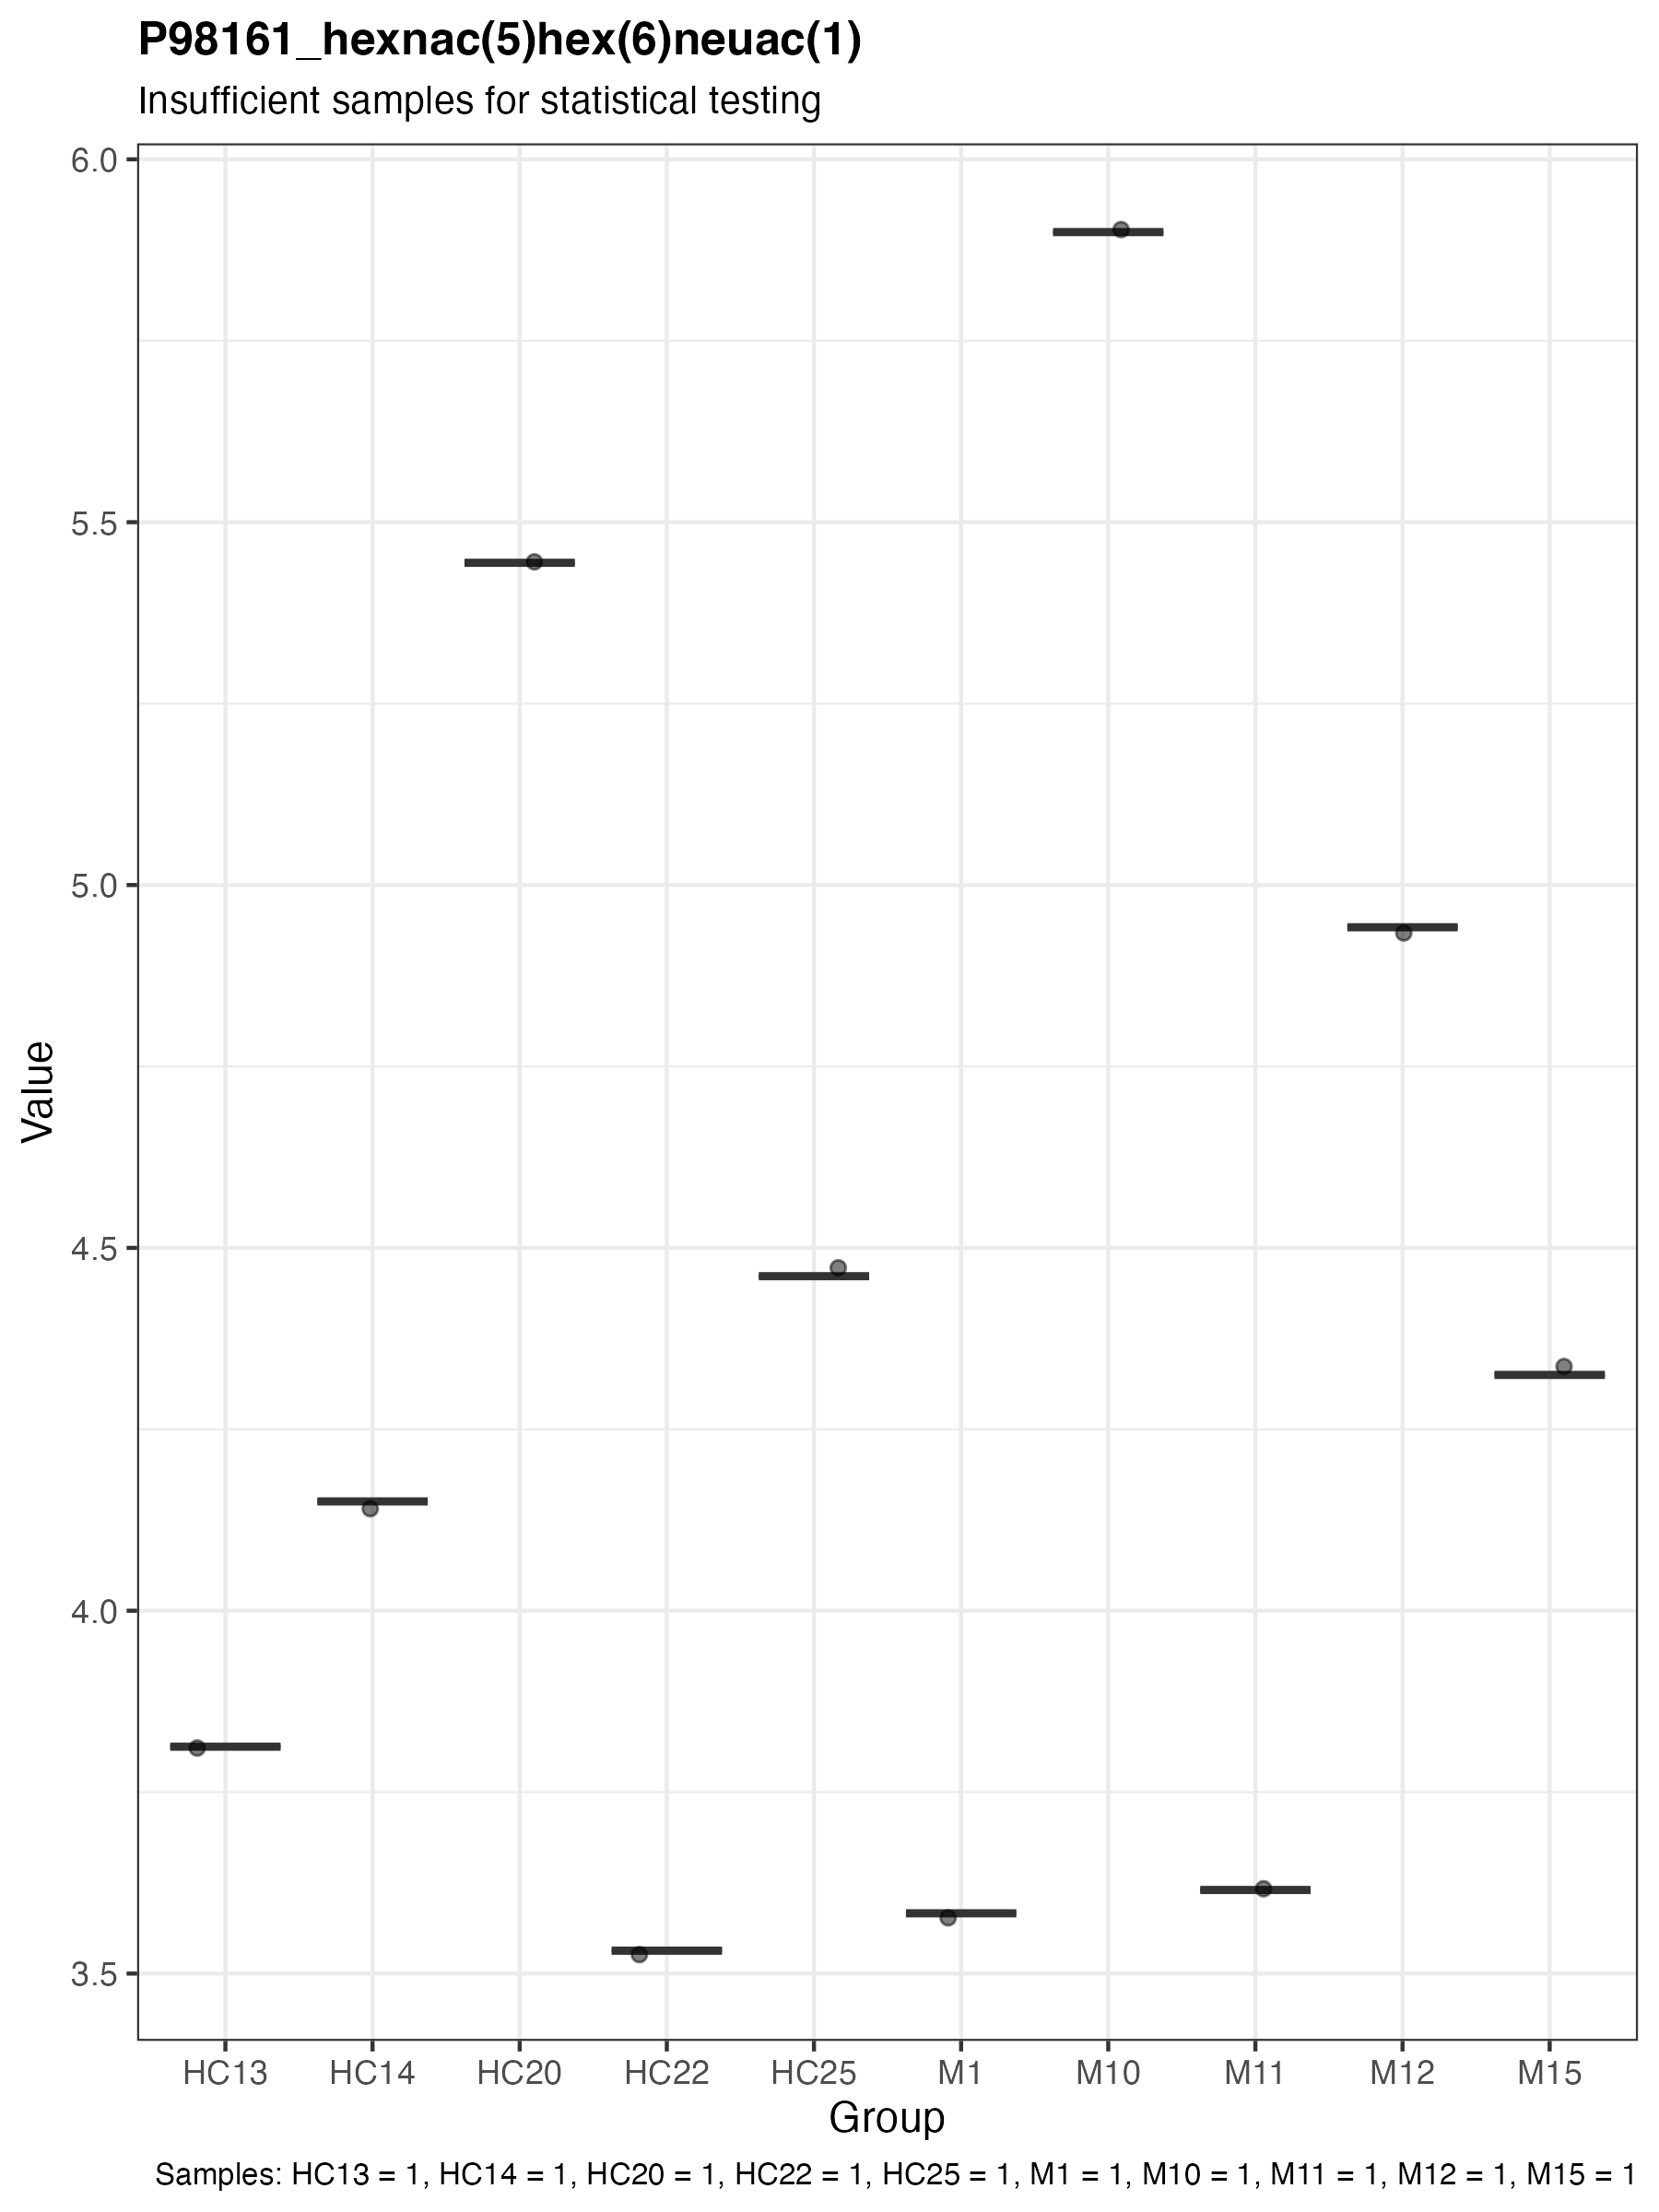 P98161_hexnac(5)hex(6)neuac(1)
Insufficient samples for statistical testing
6.0
5.5
5.0
4.5
4.0
3.5
Value
HC13 HC14 HC20 HC22 HC25 M1 M10 M11 M12 M15
Group
Samples: HC13 = 1, HC14 = 1, HC20 = 1, HC22 = 1, HC25 = 1, M1 = 1, M10 = 1, M11 = 1, M12 = 1, M15 = 1